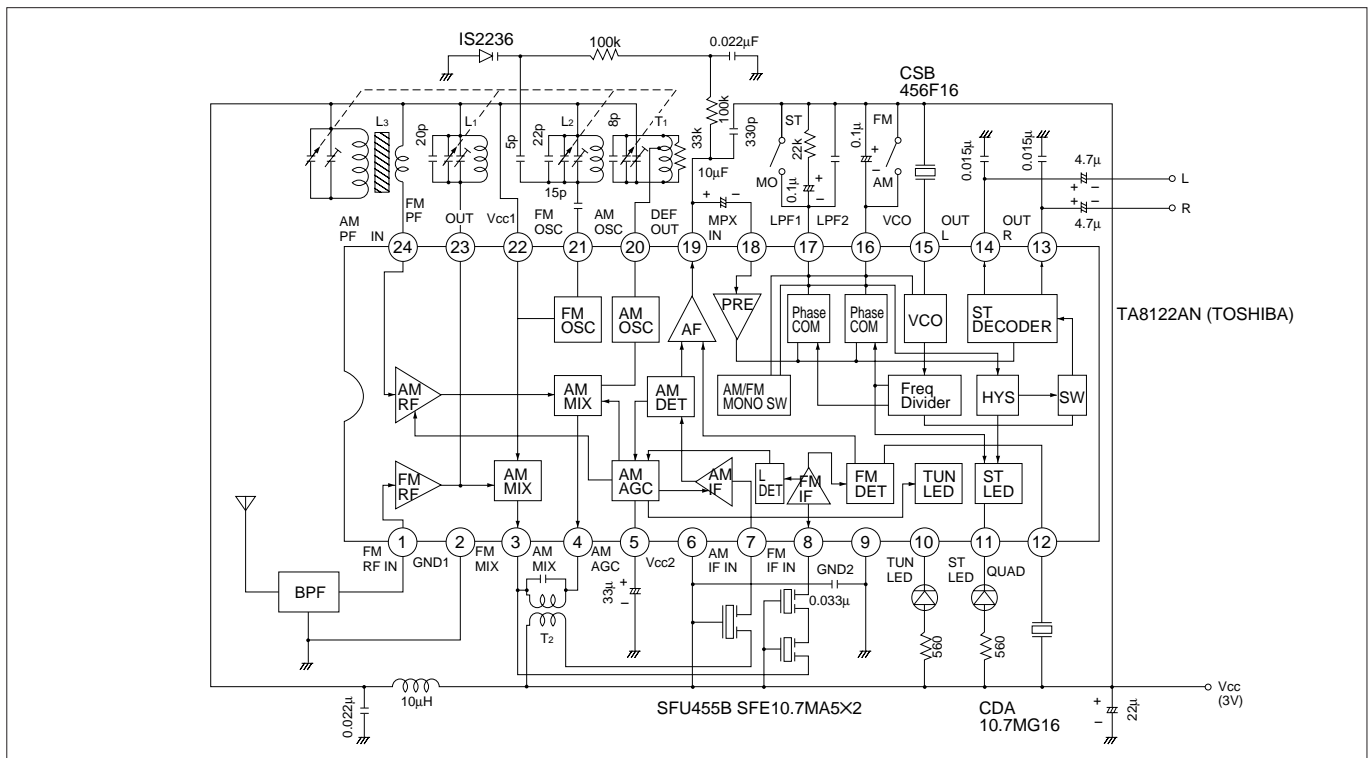 IS2236
100k
0.022µF
CSB
456F16
L3
20p
L1
5p
22p
L2
8p
T1
33k
100k
330p
ST
22k
0.1µ
FM
0.015µ
0.015µ
4.7µ
L
R
4.7µ
15p
10µF
MO
0.1µ
AM
AM
PF
FM
PF
IN
OUT
Vcc1
FM
OSC
AM
OSC
DEF
OUT
MPX
IN
LPF1
LPF2
VCO
OUT
L
OUT
R
24
23
22
21
20
19
18
17
16
15
14
13
FM
OSC
AM
OSC
AF
PRE
Phase
COM
Phase
COM
VCO
ST
DECODER
TA8122AN (TOSHIBA)
AM
RF
AM
MIX
AM
DET
AM/FM
MONO SW
Freq
Divider
HYS
SW
FM
RF
AM
MIX
AM
AGC
AM
IF
L
DET
FM
IF
FM
DET
TUN
LED
ST
LED
1
2
3
4
5
6
7
8
9
10
11
12
FM
RF IN
GND1
FM
MIX
AM
MIX
AM
AGC
Vcc2
AM
IF IN
FM
IF IN
GND2
TUN
LED
ST
LED
QUAD
BPF
T2
33µ
0.033µ
560
560
0.022µ
10µH
SFU455B
SFE10.7MA5×2
CDA
10.7MG16
22µ
Vcc
(3V)